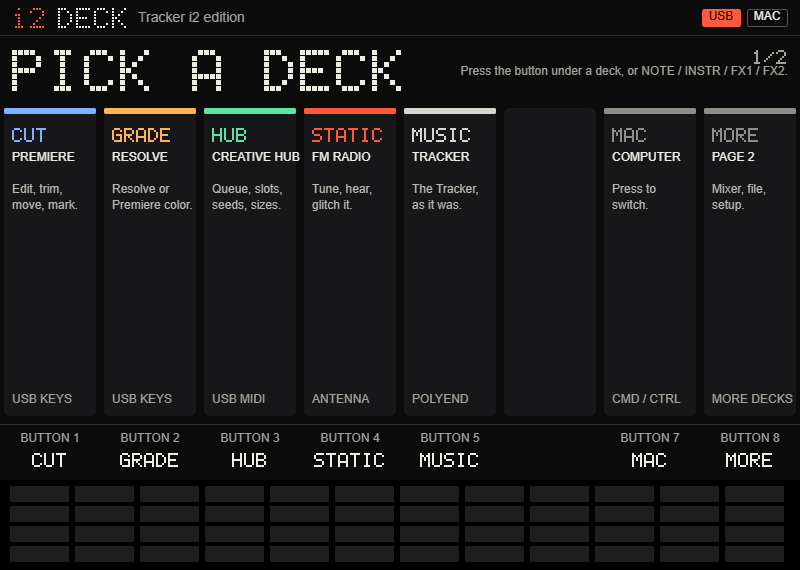 i2 DECK Tracker i2 edition USB MAC
PICK A DECK
1/2
Press the button under a deck, or NOTE / INSTR / FX1 / FX2.
CUT GRADE HUB STATIC MUSIC MAC MORE
PREMIERE RESOLVE CREATIVE HUB FM RADIO TRACKER COMPUTER PAGE 2
Edit, trim, Resolve or Queue, slots, Tune, hear, The Tracker, Press to Mixer, file,
move, mark. Premiere color. seeds, sizes. glitch it. as it was. switch. setup.
USB KEYS USB KEYS USB MIDI ANTENNA POLYEND CMD / CTRL MORE DECKS
BUTTON 1 BUTTON 2 BUTTON 3 BUTTON 4 BUTTON 5 BUTTON 7 BUTTON 8
CUT GRADE HUB STATIC MUSIC MAC MORE